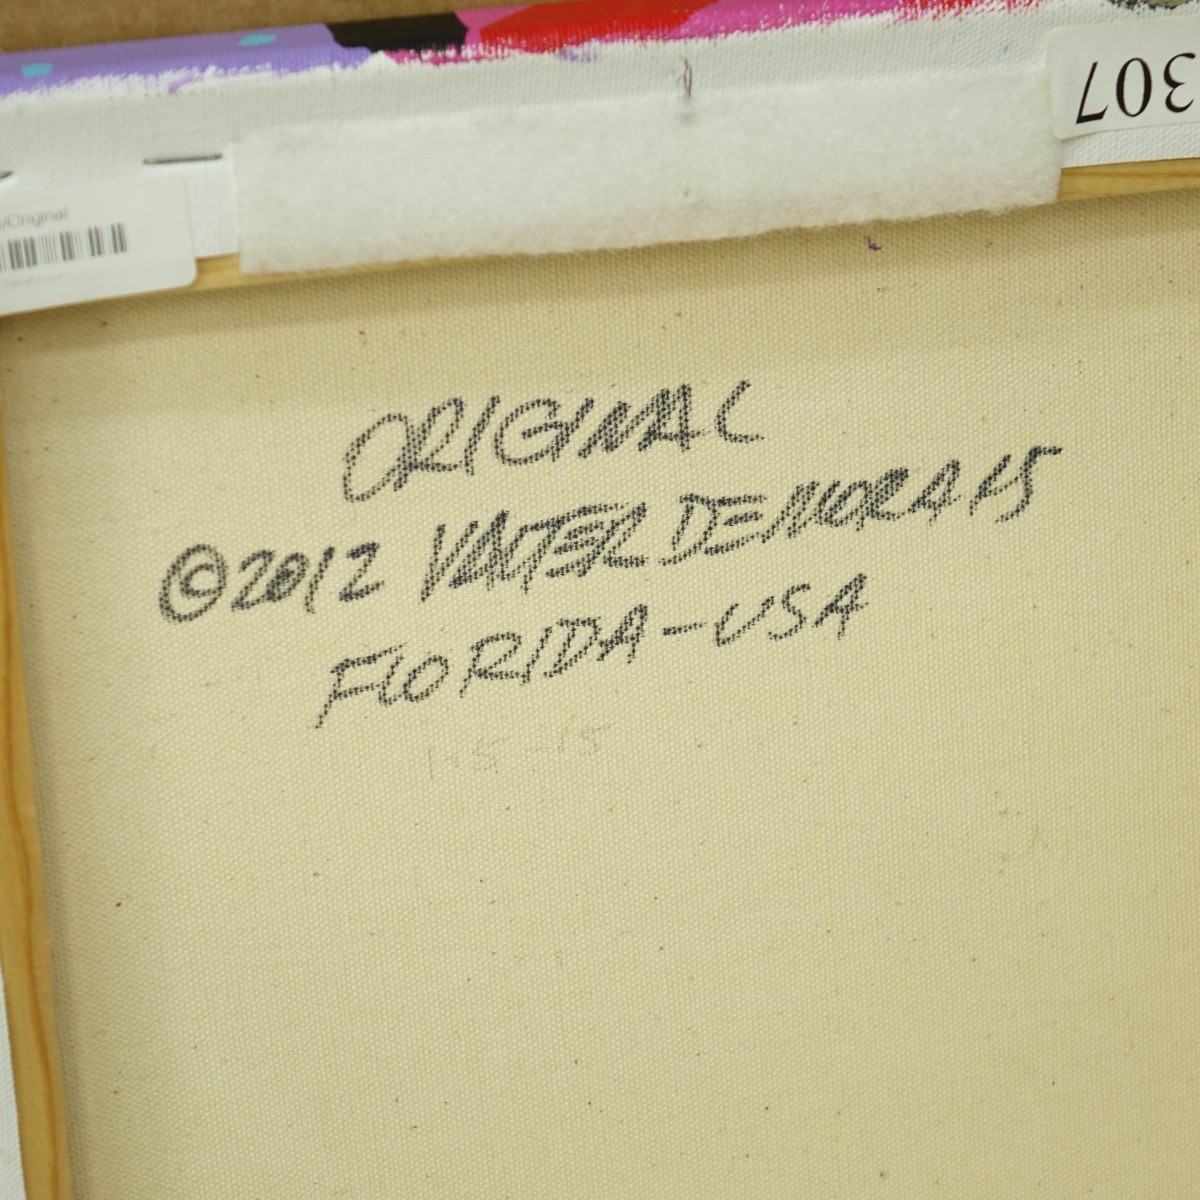 307
/Original
ORIGINAL
©2012 VALTER DEMORAIS
FLORIDA-USA